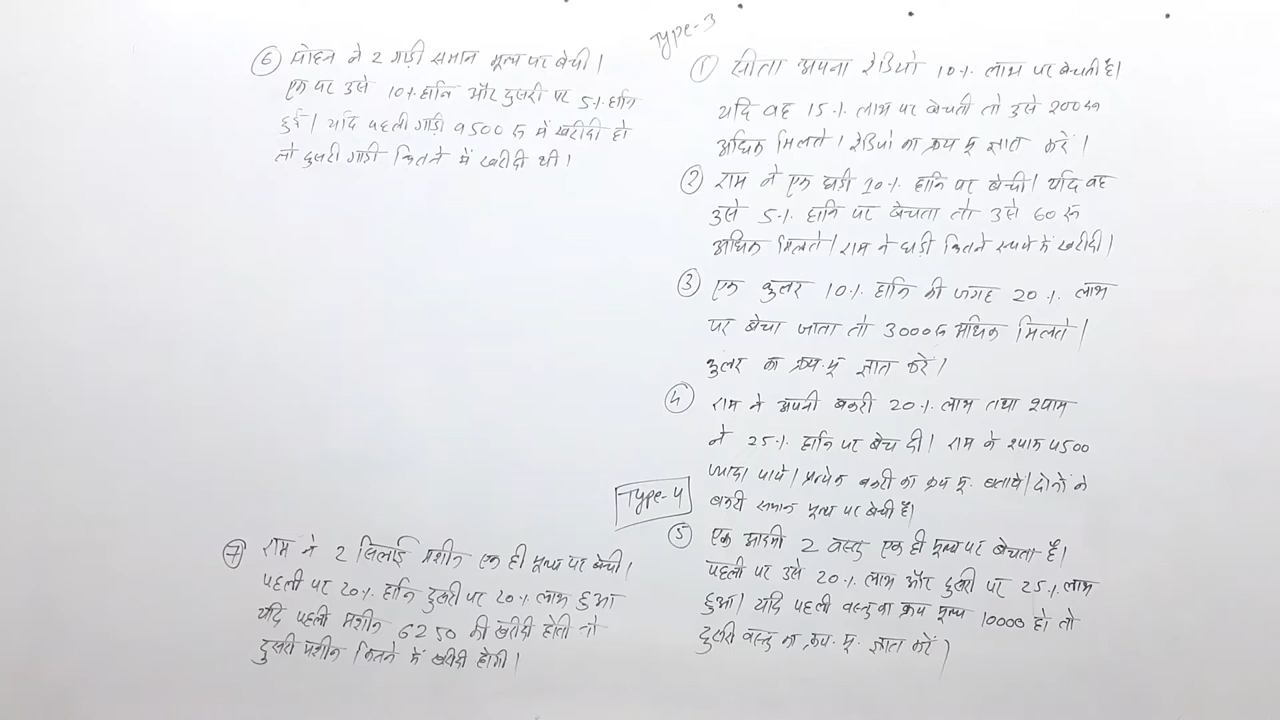 Type-3
① सीता अपना रेडियो 10% लाभ पर बेचती है।
यदि वह 15% लाभ पर बेचती तो उसे 200रू
अधिक मिलते। रेडियो का क्रय मू ज्ञात करें।
② राम ने एक घडी 20% हानि पर बेची। यदि वह
उसे 5% हानि पर बेचता तो उसे 60 रू
अधिक मिलते। राम ने घडी कितने रूपये में खरीदी।
③ एक कुलर 10% हानि की जगह 20% लाभ
पर बेचा जाता तो 3000रू अधिक मिलते।
कुलर का क्रय-मू ज्ञात करें।
④ राम ने अपनी बकरी 20% लाभ तथा श्याम
ने 25% हानि पर बेच दी। राम ने श्याम 4500
ज्यादा पाये। प्रत्येक बकरी का क्रय मू. बताये। दोनों ने
बकरी समान मूल्य पर बेची है।
Type-4
⑤ एक आदमी 2 वस्तु एक ही मूल्य पर बेचता है।
पहली पर उसे 20% लाभ और दुसरी पर 25% लाभ
हुआ। यदि पहली वस्तु का क्रय मूल्य 10000 हो तो
दुसरी वस्तु का क्रय. मू. ज्ञात करें।
⑥ मोहन ने 2 गाड़ी समान मूल्य पर बेची।
एक पर उसे 10% हानि और दुसरी पर 5% हानि
हुई। यदि पहली गाडी 9500 रू में खरीदी हो
तो दुसरी गाडी कितने में खरीदी थी।
⑦ राम ने 2 सिलाई मशीन एक ही मूल्य पर बेची।
पहली पर 20% हानि दुसरी पर 20% लाभ हुआ
यदि पहली मशीन 6250 की खरीदी होती तो
दुसरी मशीन कितने में खरीदी होगी।